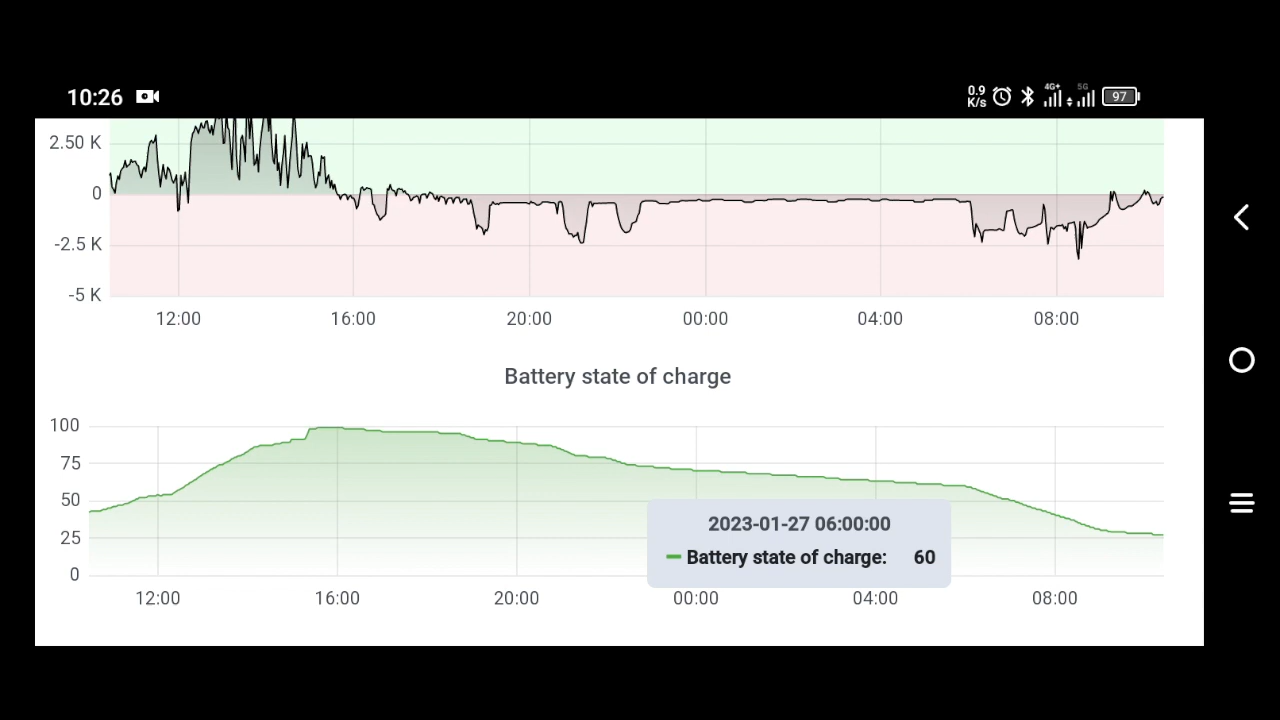 10:26
0.9
K/s
4G+
5G
97
2.50 K
0
-2.5 K
-5 K
12:00 16:00 20:00 00:00 04:00 08:00
Battery state of charge
100
75
50
25
0
2023-01-27 06:00:00
Battery state of charge: 60
12:00 16:00 20:00 00:00 04:00 08:00